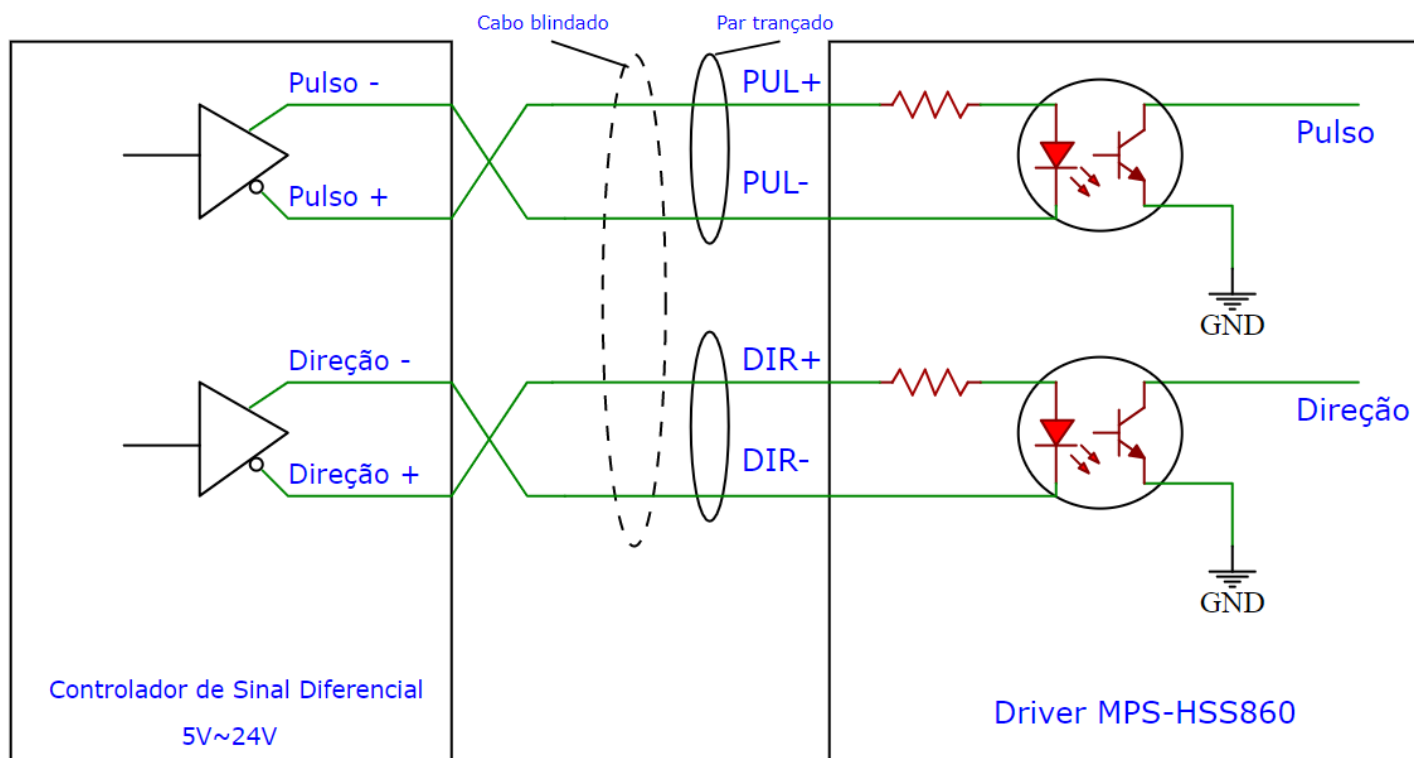 Cabo blindado
Par trançado
Pulso -
PUL+
Pulso
Pulso +
PUL-
GND
Direção -
DIR+
Direção
Direção +
DIR-
GND
Controlador de Sinal Diferencial
5V~24V
Driver MPS-HSS860